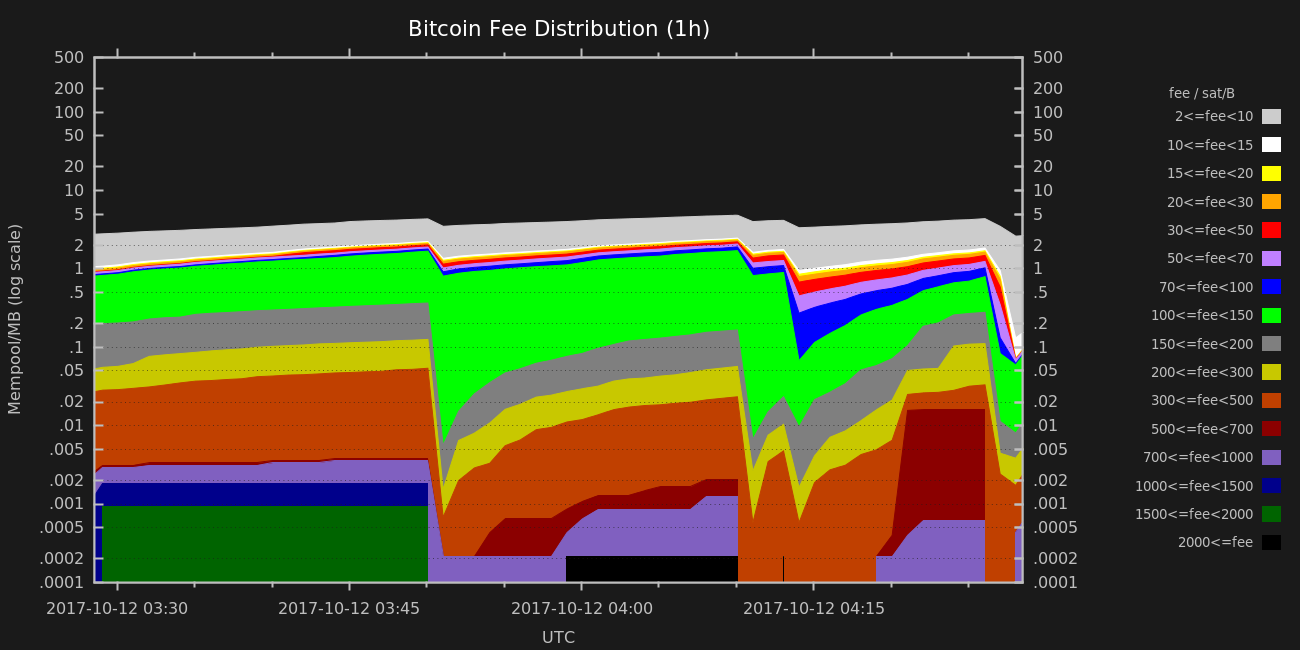 Bitcoin Fee Distribution (1h)
Mempool/MB (log scale)
500
200
100
50
20
10
5
2
1
.5
.2
.1
.05
.02
.01
.005
.002
.001
.0005
.0002
.0001
500
200
100
50
20
10
5
2
1
.5
.2
.1
.05
.02
.01
.005
.002
.001
.0005
.0002
.0001
2017-10-12 03:30 2017-10-12 03:45 2017-10-12 04:00 2017-10-12 04:15
UTC
fee / sat/B
2<=fee<10
10<=fee<15
15<=fee<20
20<=fee<30
30<=fee<50
50<=fee<70
70<=fee<100
100<=fee<150
150<=fee<200
200<=fee<300
300<=fee<500
500<=fee<700
700<=fee<1000
1000<=fee<1500
1500<=fee<2000
2000<=fee